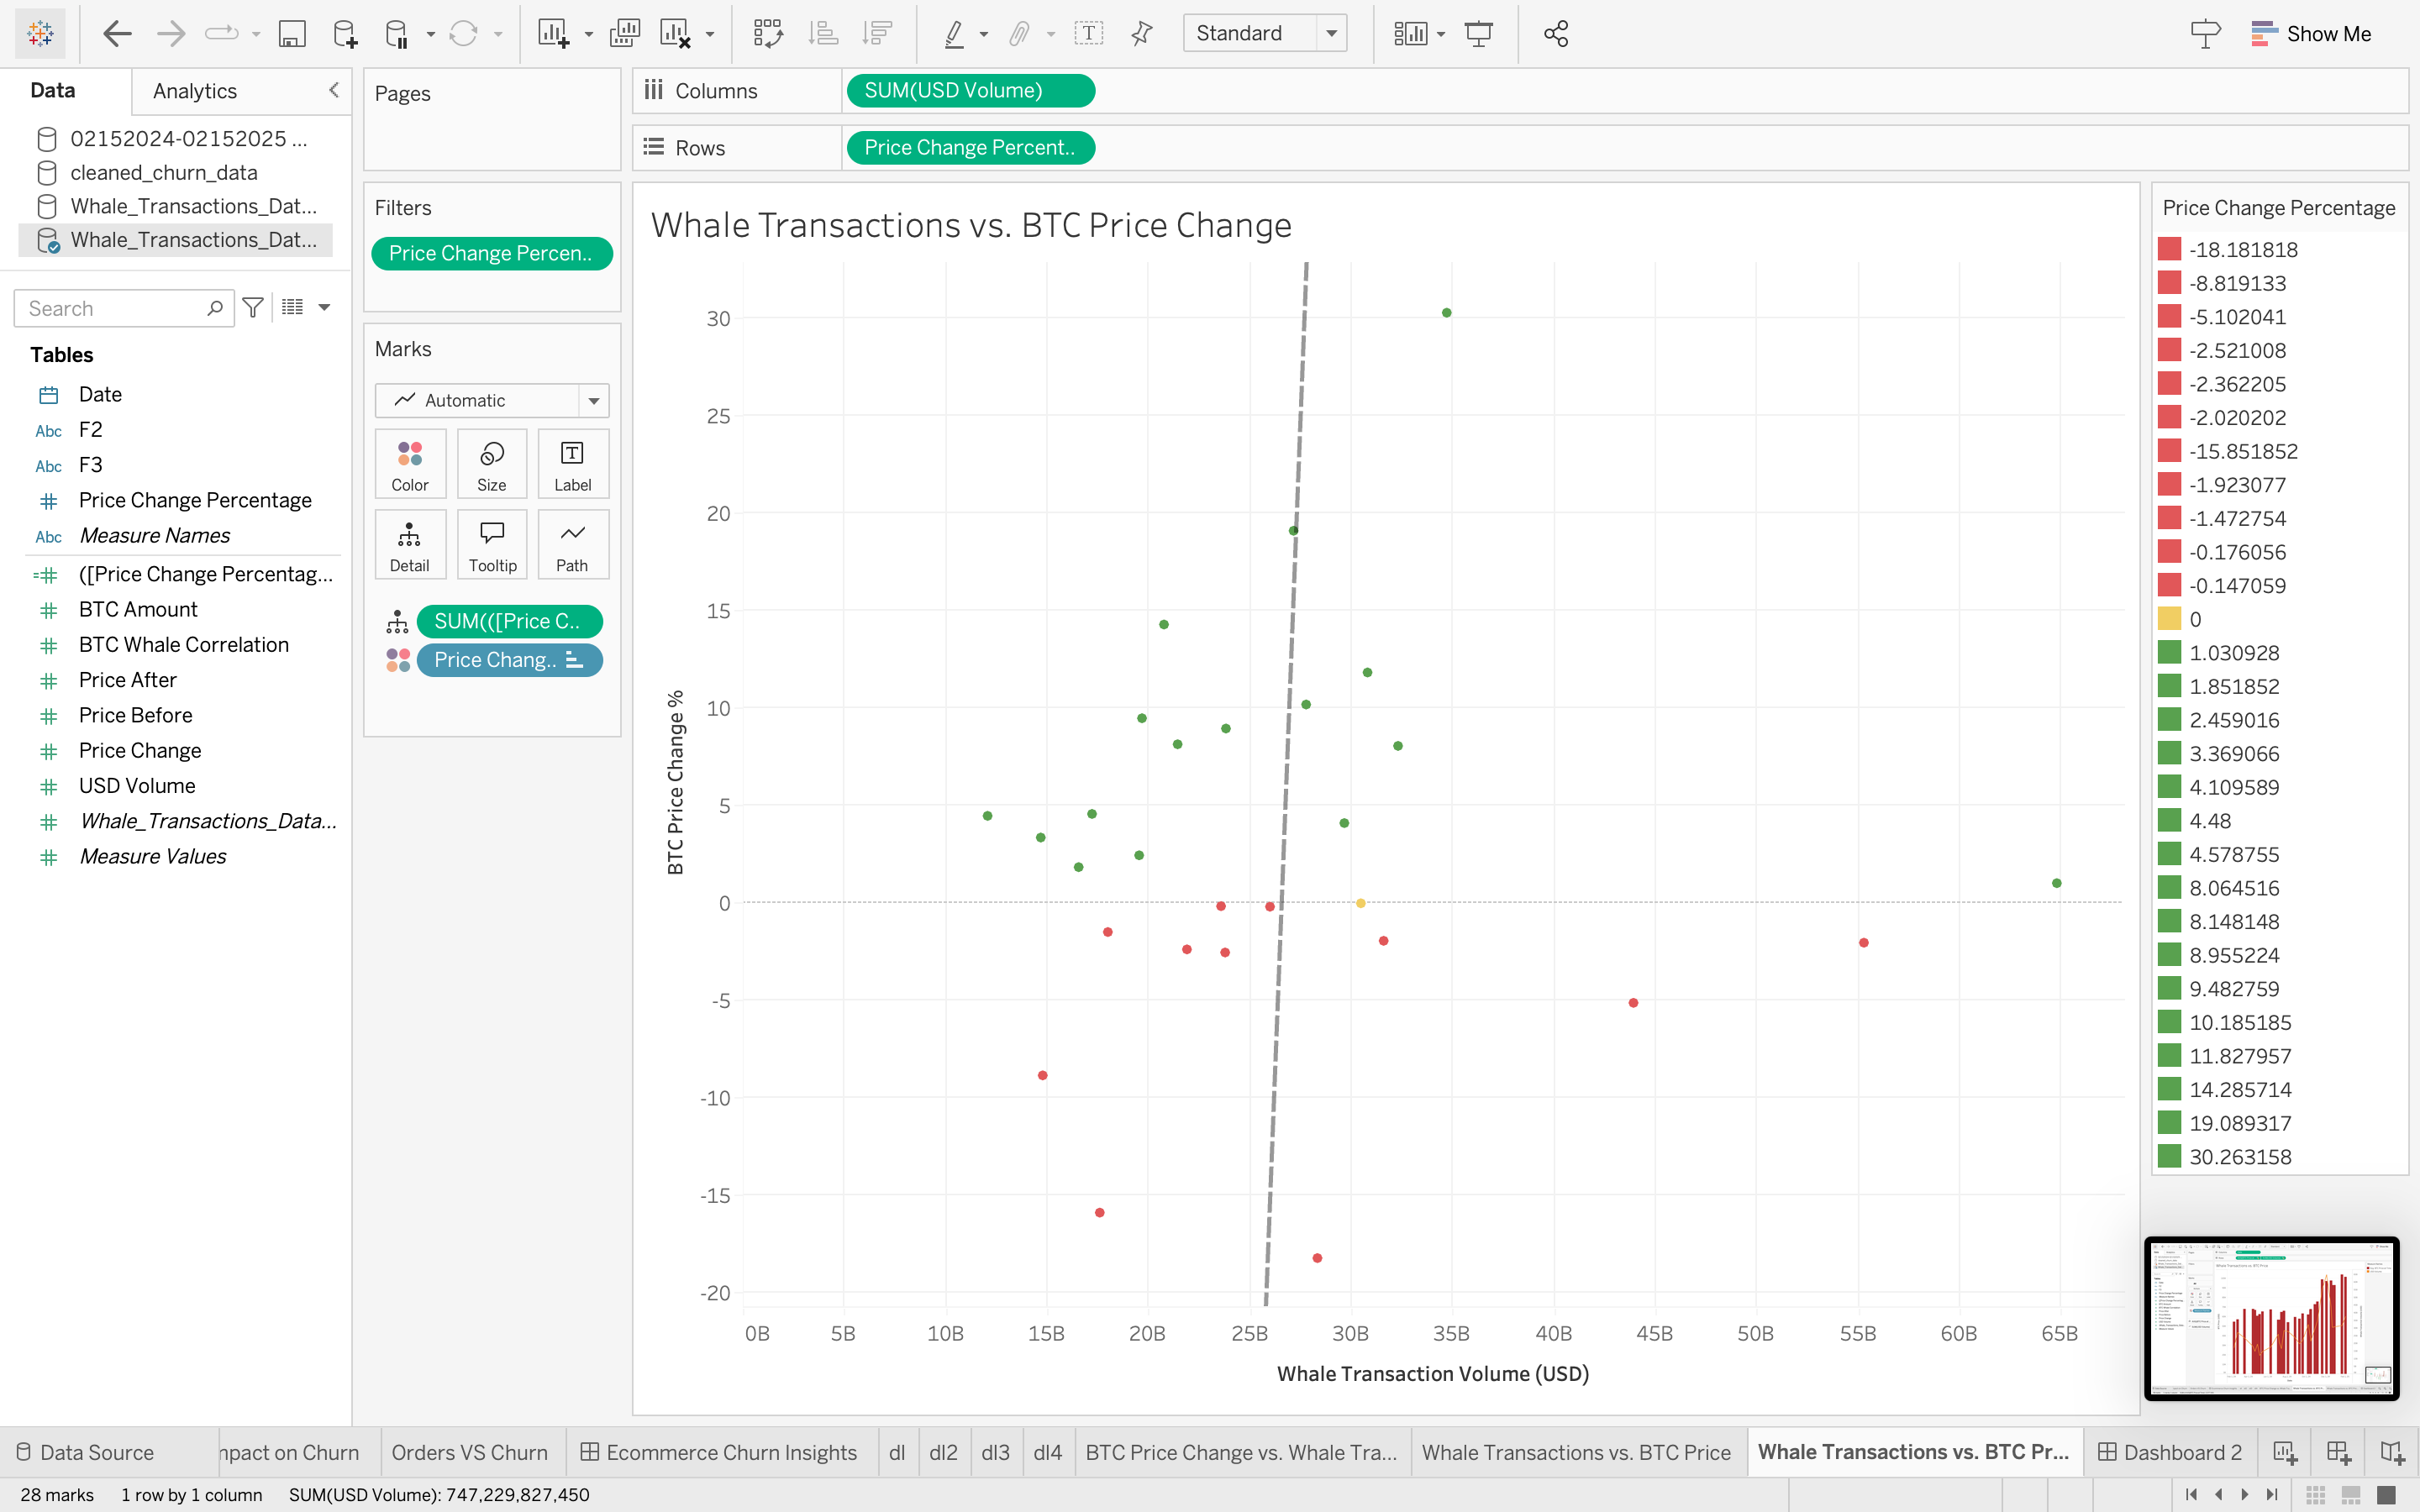 Standard
Show Me
Data
Analytics
02152024-02152025 ...
cleaned_churn_data
Whale_Transactions_Dat...
Whale_Transactions_Dat...
Search
Tables
Date
Abc F2
Abc F3
Price Change Percentage
Abc Measure Names
([Price Change Percentag...
BTC Amount
BTC Whale Correlation
Price After
Price Before
Price Change
USD Volume
Whale_Transactions_Data...
Measure Values
Pages
Filters
Price Change Percen..
Marks
Automatic
Color
Size
Label
Detail
Tooltip
Path
SUM(([Price C..
Price Chang..
Columns
SUM(USD Volume)
Rows
Price Change Percent..
Whale Transactions vs. BTC Price Change
BTC Price Change %
30
25
20
15
10
5
0
-5
-10
-15
-20
0B 5B 10B 15B 20B 25B 30B 35B 40B 45B 50B 55B 60B 65B
Whale Transaction Volume (USD)
Price Change Percentage
-18.181818
-8.819133
-5.102041
-2.521008
-2.362205
-2.020202
-15.851852
-1.923077
-1.472754
-0.176056
-0.147059
0
1.030928
1.851852
2.459016
3.369066
4.109589
4.48
4.578755
8.064516
8.148148
8.955224
9.482759
10.185185
11.827957
14.285714
19.089317
30.263158
Data Source
npact on Churn
Orders VS Churn
Ecommerce Churn Insights
dl
dl2
dl3
dl4
BTC Price Change vs. Whale Tra...
Whale Transactions vs. BTC Price
Whale Transactions vs. BTC Pr...
Dashboard 2
28 marks
1 row by 1 column
SUM(USD Volume): 747,229,827,450